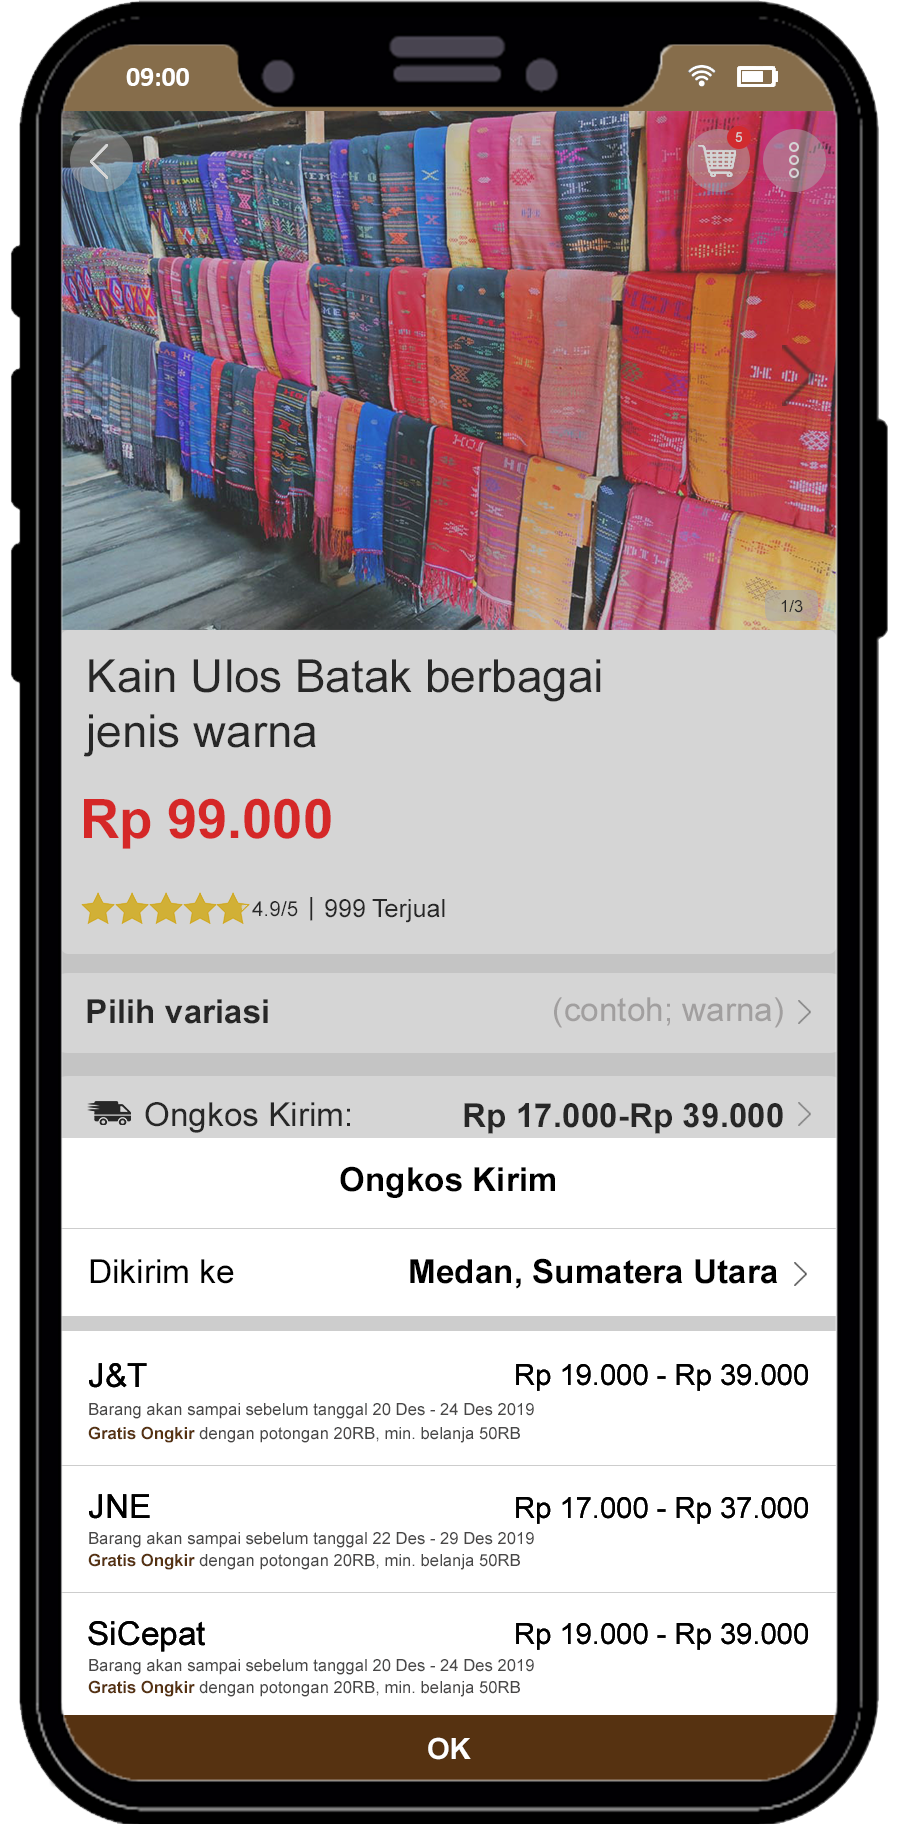 09:00
5
1/3
Kain Ulos Batak berbagai
jenis warna
Rp 99.000
4.9/5 | 999 Terjual
Pilih variasi (contoh; warna)
Ongkos Kirim: Rp 17.000-Rp 39.000
Ongkos Kirim
Dikirim ke Medan, Sumatera Utara
J&T Rp 19.000 - Rp 39.000
Barang akan sampai sebelum tanggal 20 Des - 24 Des 2019
Gratis Ongkir dengan potongan 20RB, min. belanja 50RB
JNE Rp 17.000 - Rp 37.000
Barang akan sampai sebelum tanggal 22 Des - 29 Des 2019
Gratis Ongkir dengan potongan 20RB, min. belanja 50RB
SiCepat Rp 19.000 - Rp 39.000
Barang akan sampai sebelum tanggal 20 Des - 24 Des 2019
Gratis Ongkir dengan potongan 20RB, min. belanja 50RB
OK